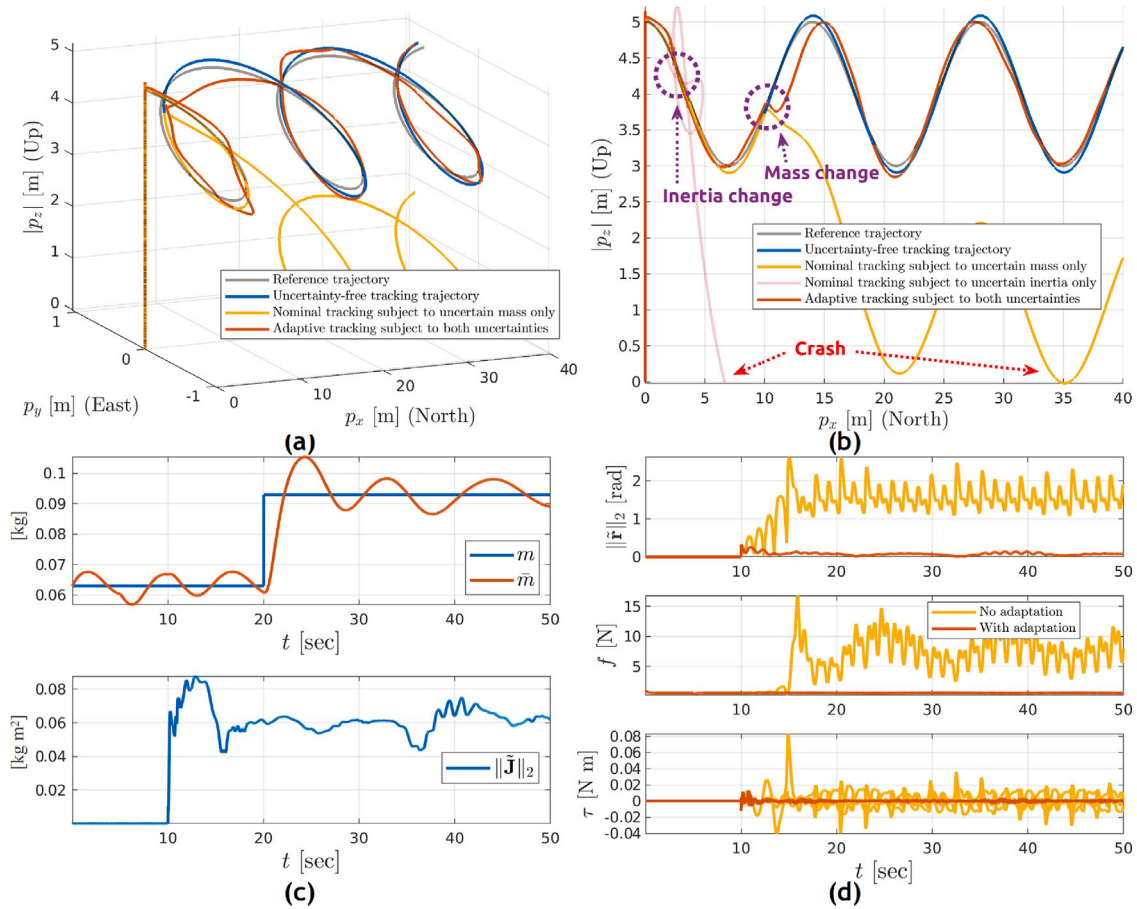 5
4
3
2
1
0
|p_z| [m] (Up)
1
0
-1
p_y [m] (East)
0
10
20
30
40
p_x [m] (North)
Reference trajectory
Uncertainty-free tracking trajectory
Nominal tracking subject to uncertain mass only
Adaptive tracking subject to both uncertainties
(a)
5
4.5
4
3.5
3
2.5
2
1.5
1
0.5
0
|p_z| [m] (Up)
Mass change
Inertia change
Reference trajectory
Uncertainty-free tracking trajectory
Nominal tracking subject to uncertain mass only
Nominal tracking subject to uncertain inertia only
Adaptive tracking subject to both uncertainties
Crash
0 5 10 15 20 25 30 35 40
p_x [m] (North)
(b)
0.1
0.09
0.08
0.07
0.06
[kg]
m
m̄
0 10 20 30 40 50
t [sec]
0.08
0.06
0.04
0.02
[kg m²]
‖J̃‖₂
0 10 20 30 40 50
t [sec]
(c)
2
1
0
‖r̃‖₂ [rad]
10 20 30 40 50
15
10
5
f [N]
No adaptation
With adaptation
10 20 30 40 50
0.08
0.06
0.04
0.02
0
-0.02
-0.04
τ [N m]
10 20 30 40 50
t [sec]
(d)